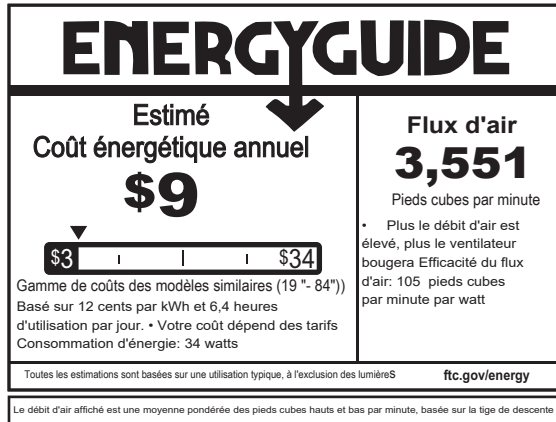 ENERGYGUIDE
Estimé
Coût énergétique annuel
$9
$3
$34
Gamme de coûts des modèles similaires (19 "- 84"))
Basé sur 12 cents par kWh et 6,4 heures
d'utilisation par jour. • Votre coût dépend des tarifs
Consommation d'énergie: 34 watts
Flux d'air
3,551
Pieds cubes par minute
• Plus le débit d'air est
élevé, plus le ventilateur
bougera Efficacité du flux
d'air: 105 pieds cubes
par minute par watt
Toutes les estimations sont basées sur une utilisation typique, à l'exclusion des lumièreS
ftc.gov/energy
Le débit d'air affiché est une moyenne pondérée des pieds cubes hauts et bas par minute, basée sur la tige de descente